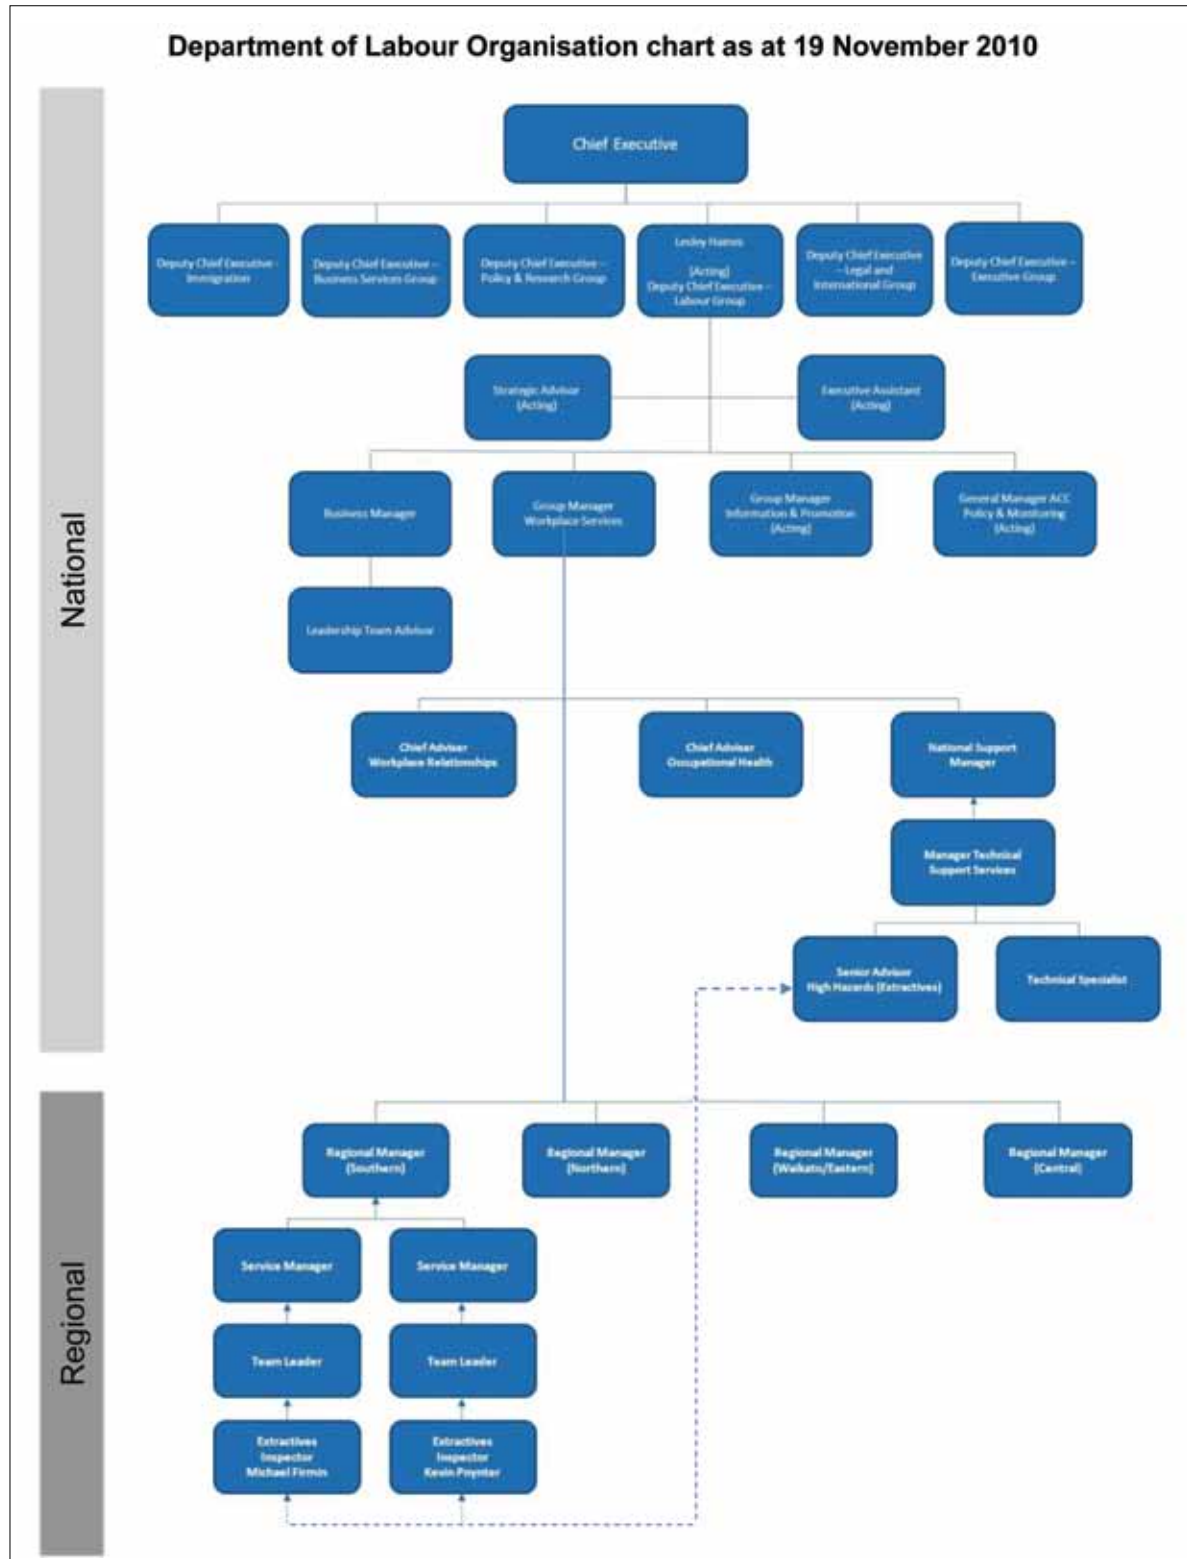 Department of Labour Organisation chart as at 19 November 2010
National
Chief Executive
Deputy Chief Executive -
Immigration
Deputy Chief Executive –
Business Services Group
Deputy Chief Executive –
Policy & Research Group
Lesley Haines
(Acting)
Deputy Chief Executive –
Labour Group
Deputy Chief Executive
– Legal and
International Group
Deputy Chief Executive –
Executive Group
Strategic Advisor
(Acting)
Executive Assistant
(Acting)
Business Manager
Group Manager
Workplace Services
Group Manager
Information & Promotion
(Acting)
General Manager ACC
Policy & Monitoring
(Acting)
Leadership Team Advisor
Chief Adviser
Workplace Relationships
Chief Adviser
Occupational Health
National Support
Manager
Manager Technical
Support Services
Senior Advisor
High Hazards (Extractives)
Technical Specialist
Regional
Regional Manager
(Southern)
Regional Manager
(Northern)
Regional Manager
(Waikato/Eastern)
Regional Manager
(Central)
Service Manager
Service Manager
Team Leader
Team Leader
Extractives
Inspector
Michael Firmin
Extractives
Inspector
Kevin Poynter